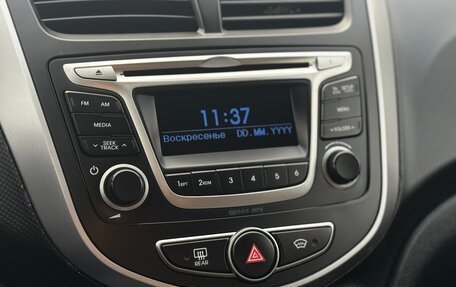 FM AM
MEDIA
SEEK
TRACK
11:37
Воскресенье DD.MM.YYYY
MENU
FOLDER
1RPT 2RDM 3 4 5 6
REAR